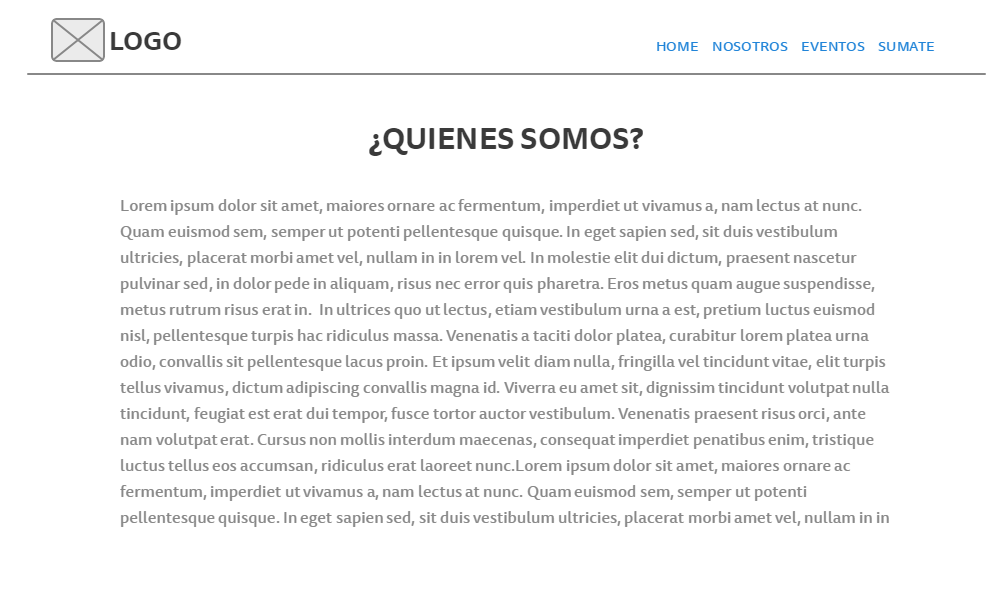 LOGO
HOME NOSOTROS EVENTOS SUMATE
¿QUIENES SOMOS?
Lorem ipsum dolor sit amet, maiores ornare ac fermentum, imperdiet ut vivamus a, nam lectus at nunc.
Quam euismod sem, semper ut potenti pellentesque quisque. In eget sapien sed, sit duis vestibulum
ultricies, placerat morbi amet vel, nullam in in lorem vel. In molestie elit dui dictum, praesent nascetur
pulvinar sed, in dolor pede in aliquam, risus nec error quis pharetra. Eros metus quam augue suspendisse,
metus rutrum risus erat in.  In ultrices quo ut lectus, etiam vestibulum urna a est, pretium luctus euismod
nisl, pellentesque turpis hac ridiculus massa. Venenatis a taciti dolor platea, curabitur lorem platea urna
odio, convallis sit pellentesque lacus proin. Et ipsum velit diam nulla, fringilla vel tincidunt vitae, elit turpis
tellus vivamus, dictum adipiscing convallis magna id. Viverra eu amet sit, dignissim tincidunt volutpat nulla
tincidunt, feugiat est erat dui tempor, fusce tortor auctor vestibulum. Venenatis praesent risus orci, ante
nam volutpat erat. Cursus non mollis interdum maecenas, consequat imperdiet penatibus enim, tristique
luctus tellus eos accumsan, ridiculus erat laoreet nunc.Lorem ipsum dolor sit amet, maiores ornare ac
fermentum, imperdiet ut vivamus a, nam lectus at nunc. Quam euismod sem, semper ut potenti
pellentesque quisque. In eget sapien sed, sit duis vestibulum ultricies, placerat morbi amet vel, nullam in in